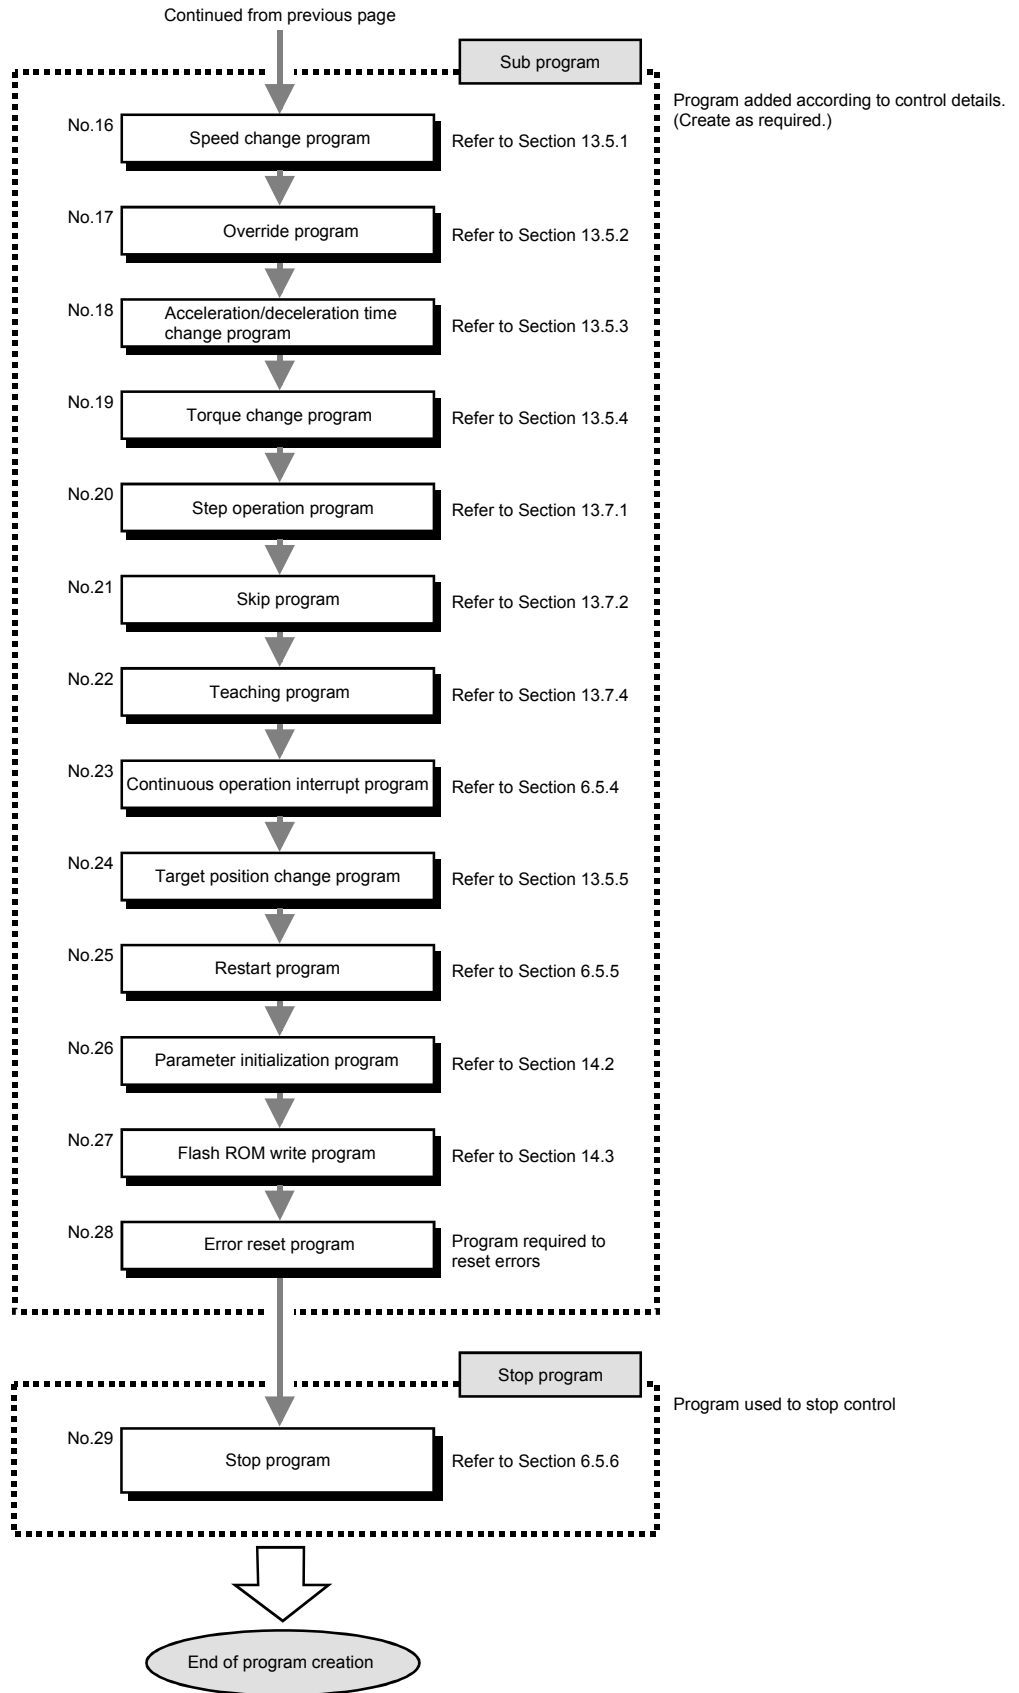 Continued from previous page
Sub program
Program added according to control details.
(Create as required.)
No.16
Speed change program
Refer to Section 13.5.1
No.17
Override program
Refer to Section 13.5.2
No.18
Acceleration/deceleration time
change program
Refer to Section 13.5.3
No.19
Torque change program
Refer to Section 13.5.4
No.20
Step operation program
Refer to Section 13.7.1
No.21
Skip program
Refer to Section 13.7.2
No.22
Teaching program
Refer to Section 13.7.4
No.23
Continuous operation interrupt program
Refer to Section 6.5.4
No.24
Target position change program
Refer to Section 13.5.5
No.25
Restart program
Refer to Section 6.5.5
No.26
Parameter initialization program
Refer to Section 14.2
No.27
Flash ROM write program
Refer to Section 14.3
No.28
Error reset program
Program required to
reset errors
Stop program
Program used to stop control
No.29
Stop program
Refer to Section 6.5.6
End of program creation